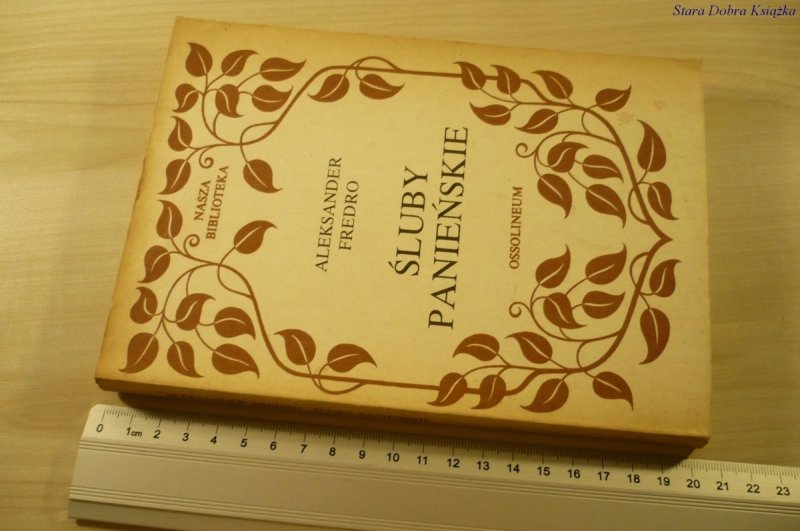 Stara Dobra Książka
NASZA
BIBLIOTEKA
ALEKSANDER
FREDRO
ŚLUBY
PANIEŃSKIE
OSSOLINEUM
0 1cm 2 3 4 5 6 7 8 9 10 11 12 13 14 15 16 17 18 19 20 21 22 23